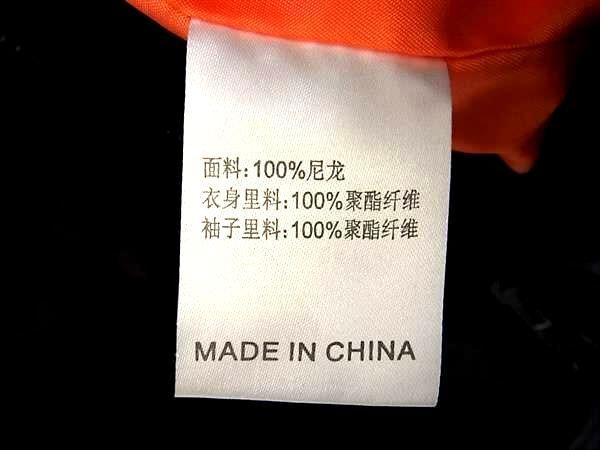 面料:100%尼龙
衣身里料:100%聚酯纤维
袖子里料:100%聚酯纤维
MADE IN CHINA